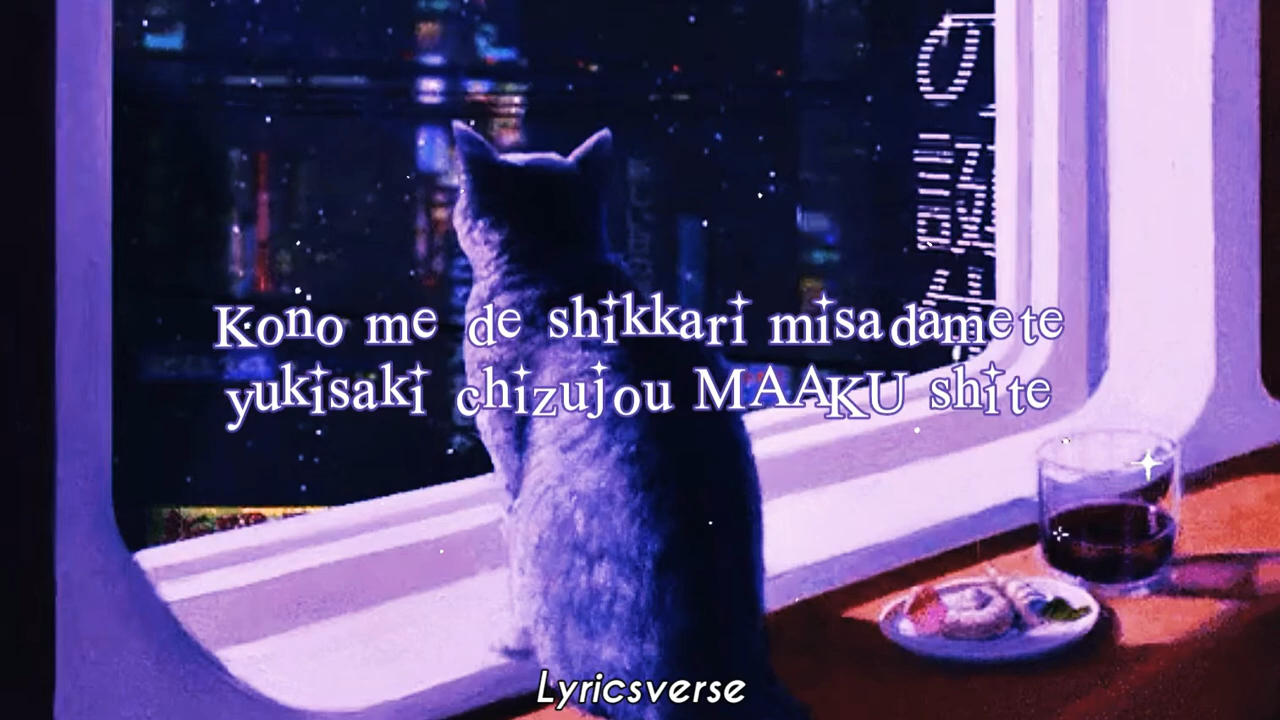 Kono me de shikkari misadamete
yukisaki chizujou MAAKU shite
Lyricsverse